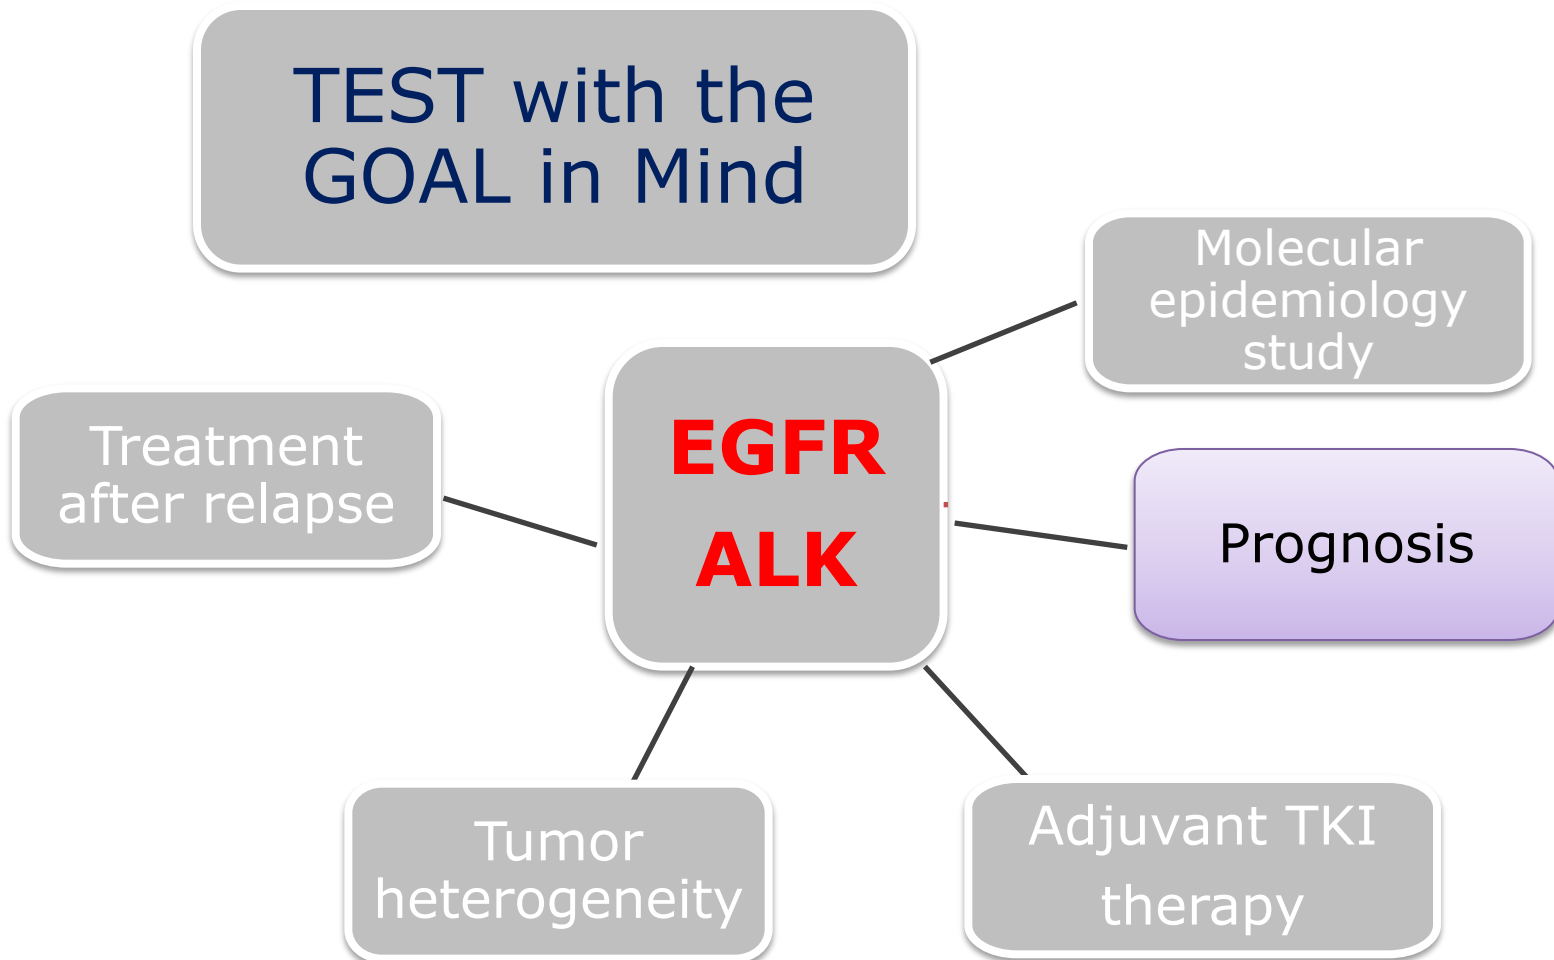 TEST with the
GOAL in Mind
Molecular
epidemiology
study
Treatment
after relapse
EGFR
ALK
Prognosis
Tumor
heterogeneity
Adjuvant TKI
therapy